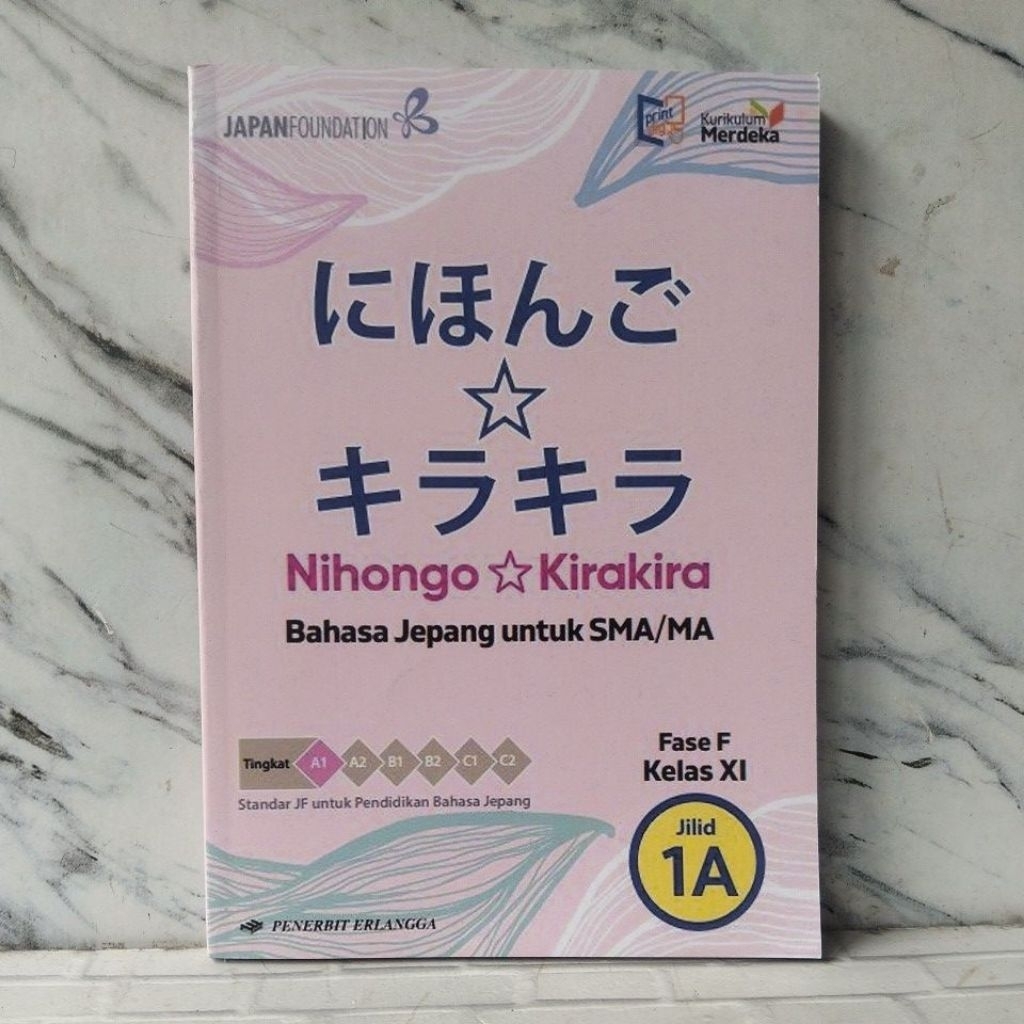 JAPANFOUNDATION
print
Kurikulum
Merdeka
にほんご
☆
キラキラ
Nihongo ☆ Kirakira
Bahasa Jepang untuk SMA/MA
Tingkat A1 A2 B1 B2 C1 C2
Standar JF untuk Pendidikan Bahasa Jepang
Fase F
Kelas XI
Jilid
1A
PENERBIT ERLANGGA